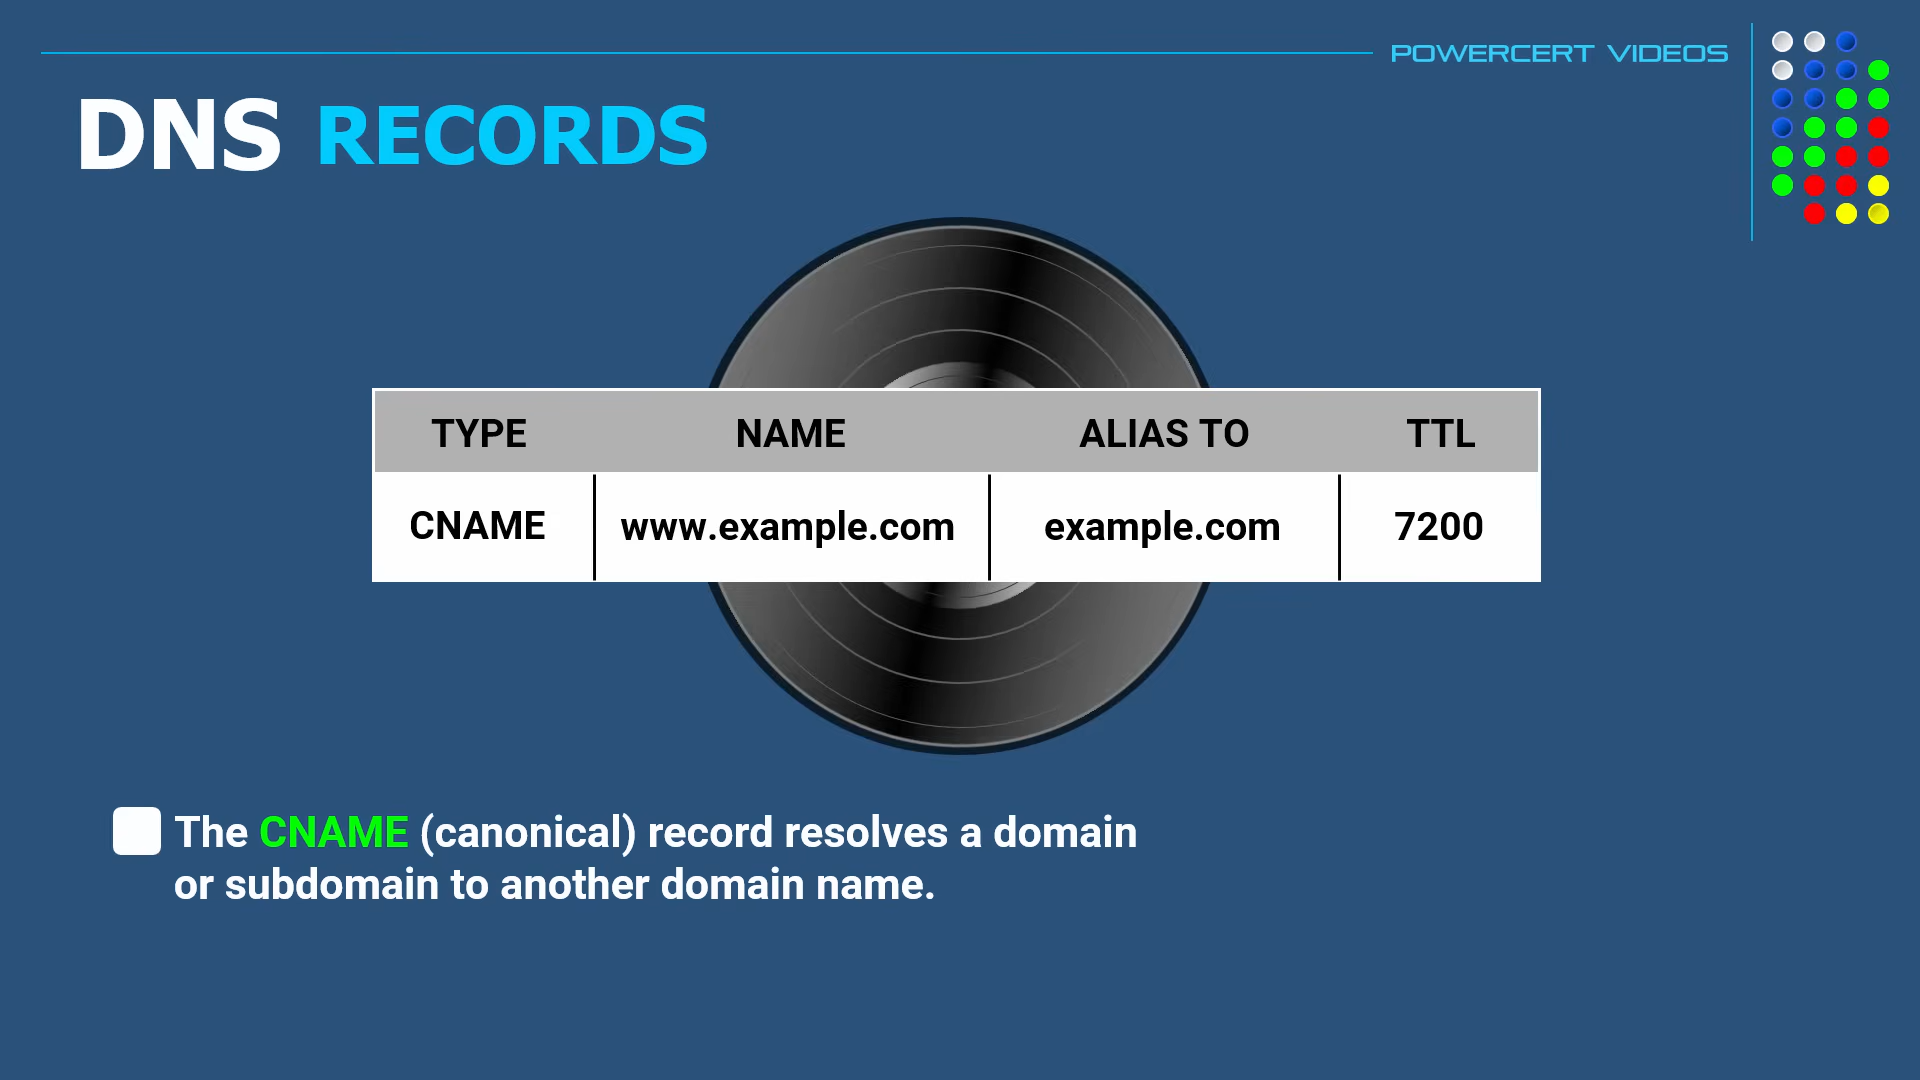 POWERCERT VIDEOS
DNS RECORDS
TYPE NAME ALIAS TO TTL
CNAME www.example.com example.com 7200
The CNAME (canonical) record resolves a domain
or subdomain to another domain name.